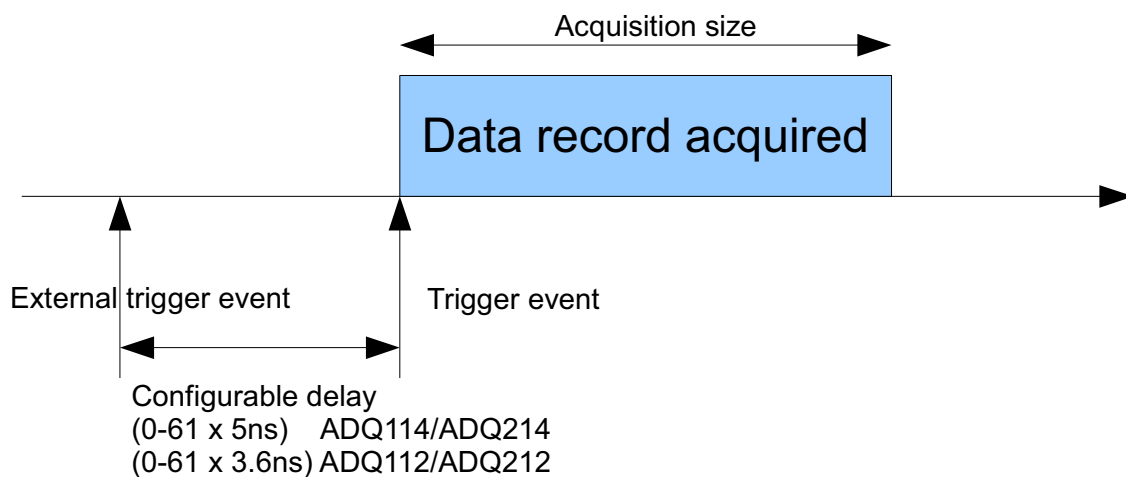 Acquisition size
Data record acquired
External trigger event
Trigger event
Configurable delay
(0-61 x 5ns) ADQ114/ADQ214
(0-61 x 3.6ns) ADQ112/ADQ212